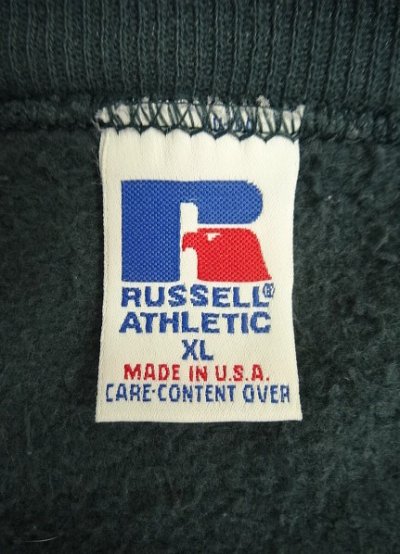 RUSSELL®
ATHLETIC
XL
MADE IN U.S.A.
CARE·CONTENT OVER